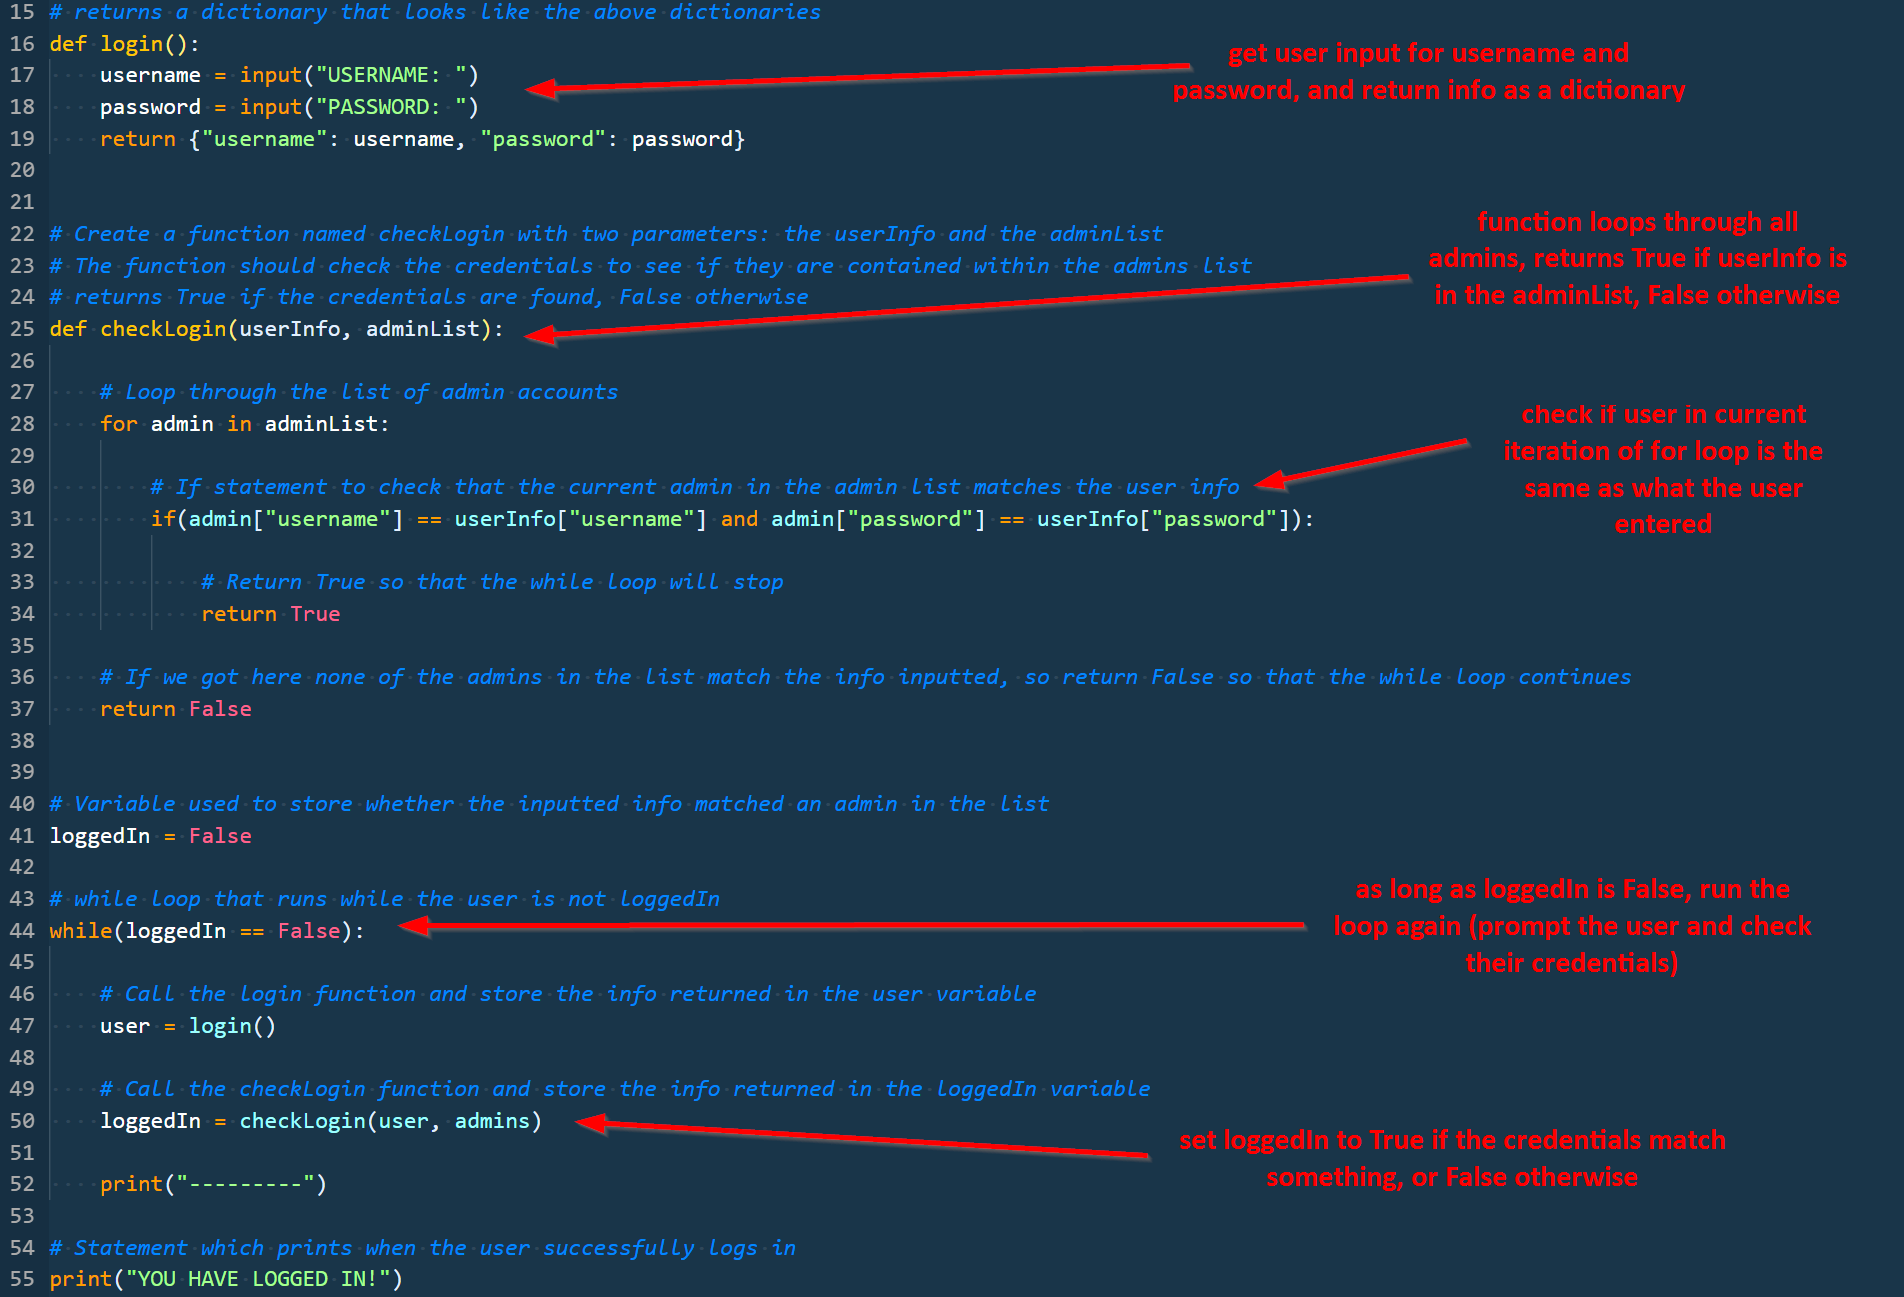 15 # returns a dictionary that looks like the above dictionaries
16 def login():
get user input for username and
17     username = input("USERNAME: ")
password, and return info as a dictionary
18     password = input("PASSWORD: ")
19     return {"username": username, "password": password}
20
21
function loops through all
22 # Create a function named checkLogin with two parameters: the userInfo and the adminList
admins, returns True if userInfo is
23 # The function should check the credentials to see if they are contained within the admins list
in the adminList, False otherwise
24 # returns True if the credentials are found, False otherwise
25 def checkLogin(userInfo, adminList):
26
27     # Loop through the list of admin accounts
28     for admin in adminList:
29
check if user in current
iteration of for loop is the
same as what the user
entered
30         # If statement to check that the current admin in the admin list matches the user info
31         if(admin["username"] == userInfo["username"] and admin["password"] == userInfo["password"]):
32
33             # Return True so that the while loop will stop
34             return True
35
36     # If we got here none of the admins in the list match the info inputted, so return False so that the while loop continues
37     return False
38
39
40 # Variable used to store whether the inputted info matched an admin in the list
41 loggedIn = False
42
43 # while loop that runs while the user is not loggedIn
44 while(loggedIn == False):
as long as loggedIn is False, run the
loop again (prompt the user and check
their credentials)
45
46     # Call the login function and store the info returned in the user variable
47     user = login()
48
49     # Call the checkLogin function and store the info returned in the loggedIn variable
50     loggedIn = checkLogin(user, admins)
set loggedIn to True if the credentials match
something, or False otherwise
51
52     print("---------")
53
54 # Statement which prints when the user successfully logs in
55 print("YOU HAVE LOGGED IN!")